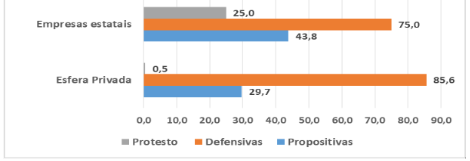 25,0
Empresas estatais 75,0
43,8
0,5
Esfera Privada 85,6
29,7
0,0 10,0 20,0 30,0 40,0 50,0 60,0 70,0 80,0 90,0
Protesto Defensivas Propositivas